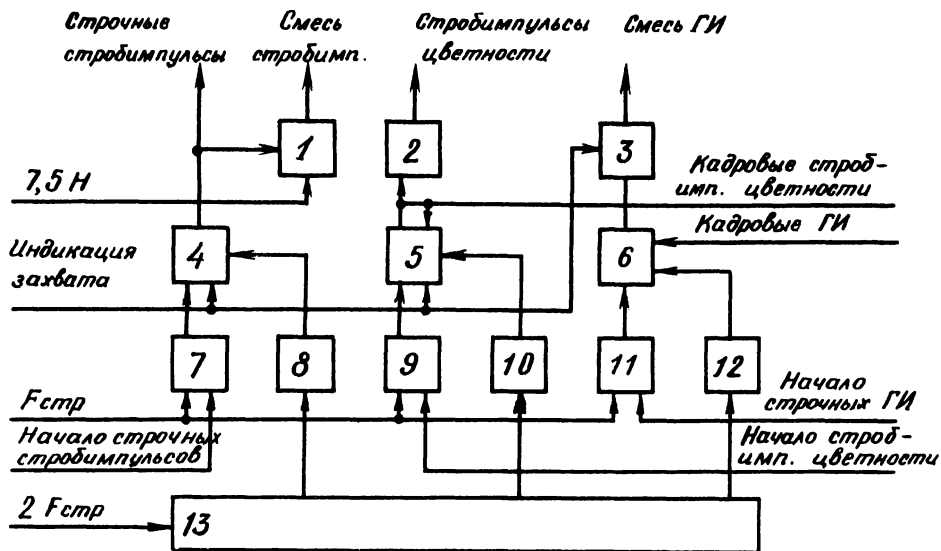 Строчные
стробимпульсы
Смесь
стробимп.
Стробимпульсы
цветности
Смесь ГИ
1
2
3
7,5 Н
Кадровые строб-
имп. цветности
Кадровые ГИ
Индикация
захвата
4
5
6
7
8
9
10
11
12
Fстр
Начало
строчных ГИ
Начало строчных
стробимпульсов
Начало строб-
имп. цветности
2 Fстр
13